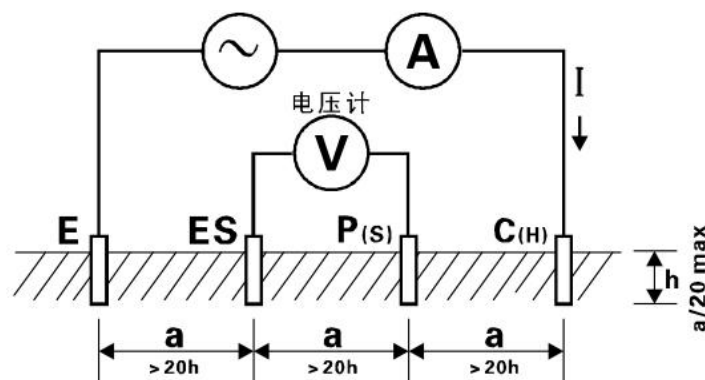 ~ A
I
电压计
V
E ES P(S) C(H)
h
a/20 max
a a a
>20h >20h >20h